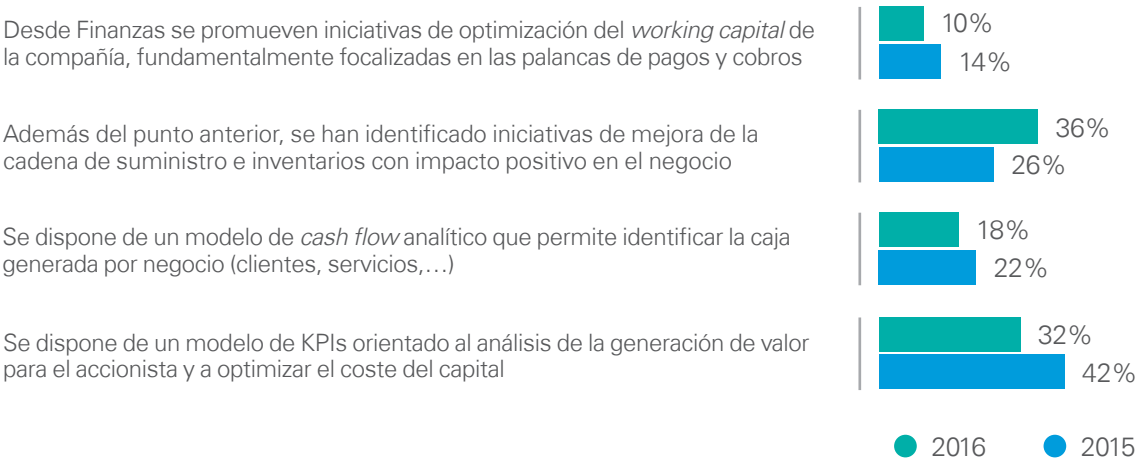 Desde Finanzas se promueven iniciativas de optimización del working capital de
la compañía, fundamentalmente focalizadas en las palancas de pagos y cobros
10%
14%
Además del punto anterior, se han identificado iniciativas de mejora de la
cadena de suministro e inventarios con impacto positivo en el negocio
36%
26%
Se dispone de un modelo de cash flow analítico que permite identificar la caja
generada por negocio (clientes, servicios,…)
18%
22%
Se dispone de un modelo de KPIs orientado al análisis de la generación de valor
para el accionista y a optimizar el coste del capital
32%
42%
2016 2015